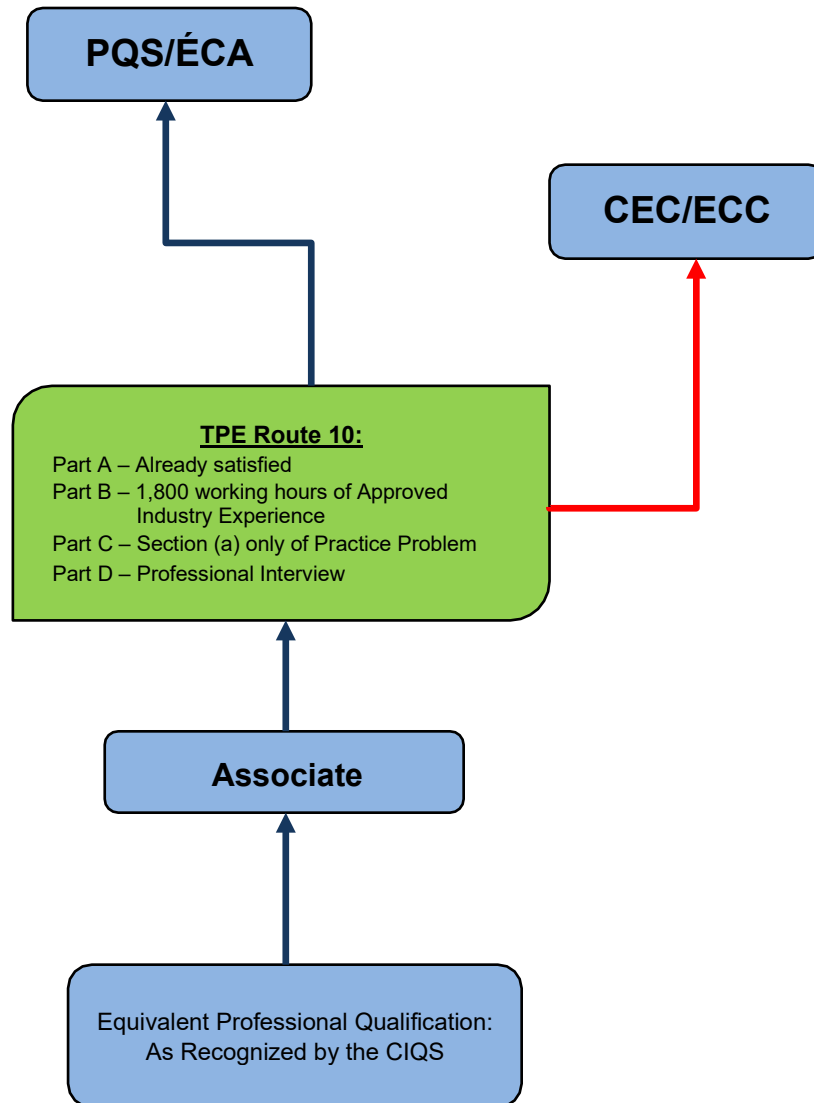 PQS/ÉCA
CEC/ECC
TPE Route 10:
Part A – Already satisfied
Part B – 1,800 working hours of Approved
Industry Experience
Part C – Section (a) only of Practice Problem
Part D – Professional Interview
Associate
Equivalent Professional Qualification:
As Recognized by the CIQS